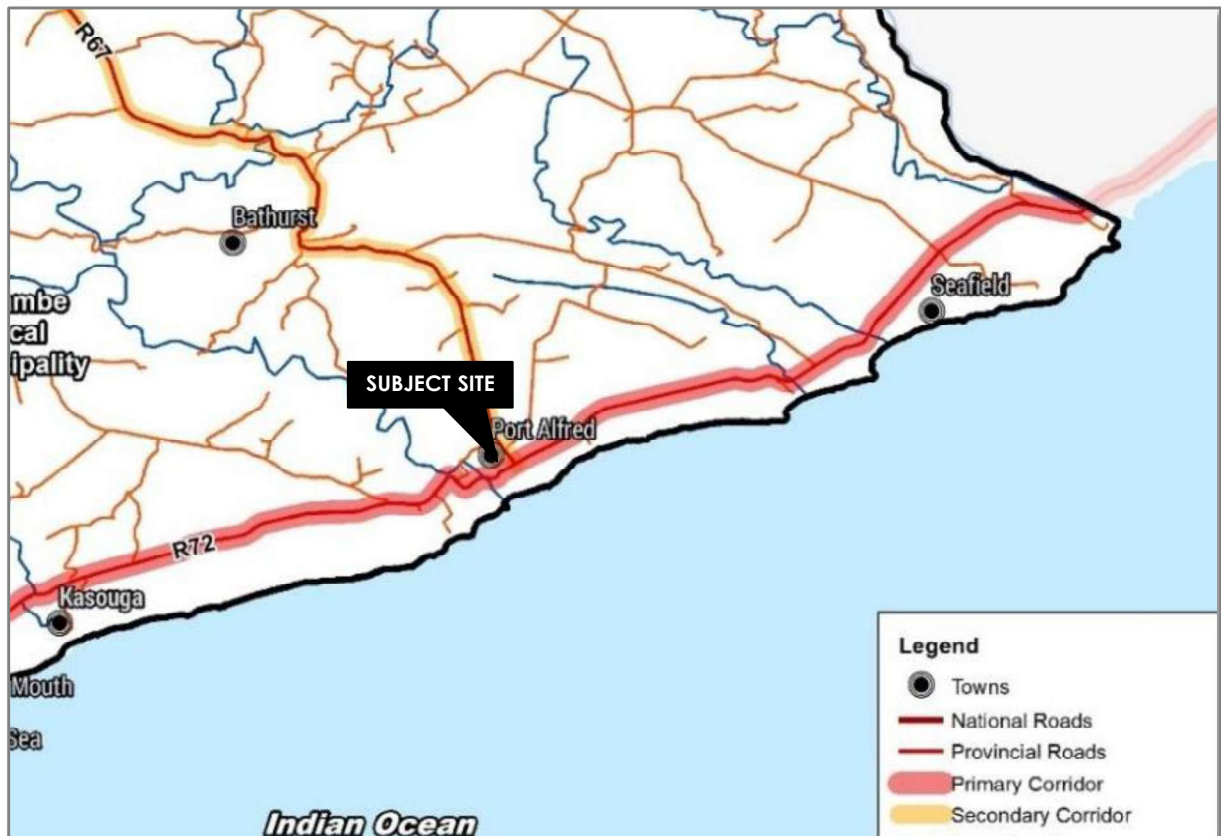 R67
Bathurst
ambe
cal
ipality
Seafield
SUBJECT SITE
Port Alfred
R72
Kasouga
Mouth
Sea
Indian Ocean
Legend
Towns
National Roads
Provincial Roads
Primary Corridor
Secondary Corridor